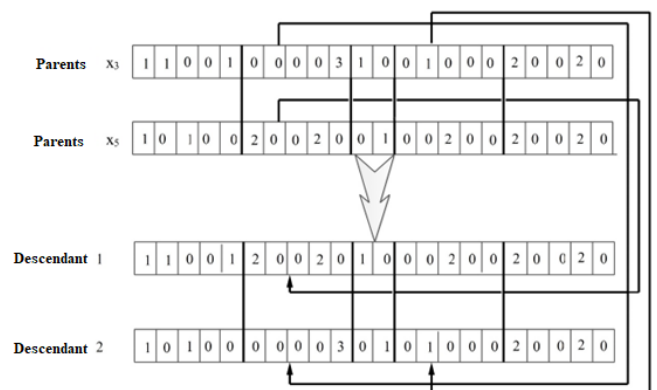 Parents x3 1 1 0 0 1 0 0 0 0 3 1 0 0 1 0 0 0 2 0 0 2 0
Parents x5 1 0 1 0 0 2 0 0 2 0 0 1 0 0 2 0 0 2 0 0 2 0
Descendant 1 1 1 0 0 1 2 0 0 2 0 1 0 0 0 2 0 0 2 0 0 2 0
Descendant 2 1 0 1 0 0 0 0 0 0 3 0 1 0 1 0 0 0 2 0 0 2 0